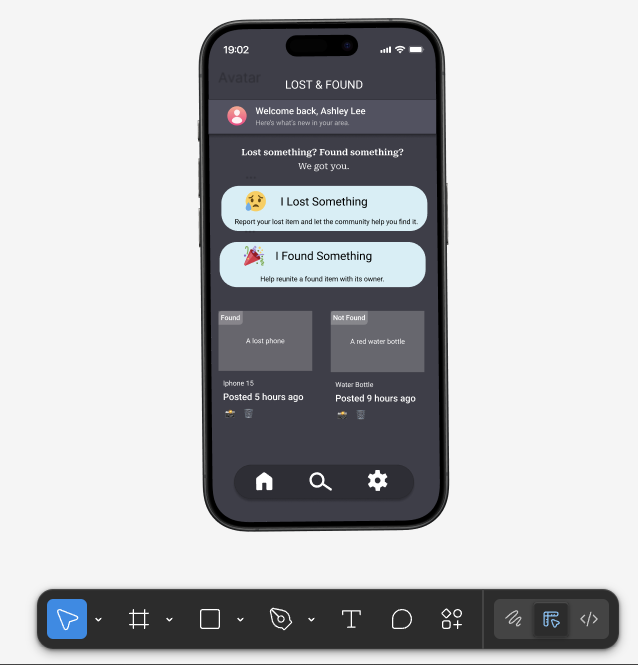 19:02
Avatar
LOST & FOUND
Welcome back, Ashley Lee
Here's what's new in your area.
Lost something? Found something?
We got you.
I Lost Something
Report your lost item and let the community help you find it.
I Found Something
Help reunite a found item with its owner.
Found
A lost phone
Not Found
A red water bottle
Iphone 15
Posted 5 hours ago
Water Bottle
Posted 9 hours ago